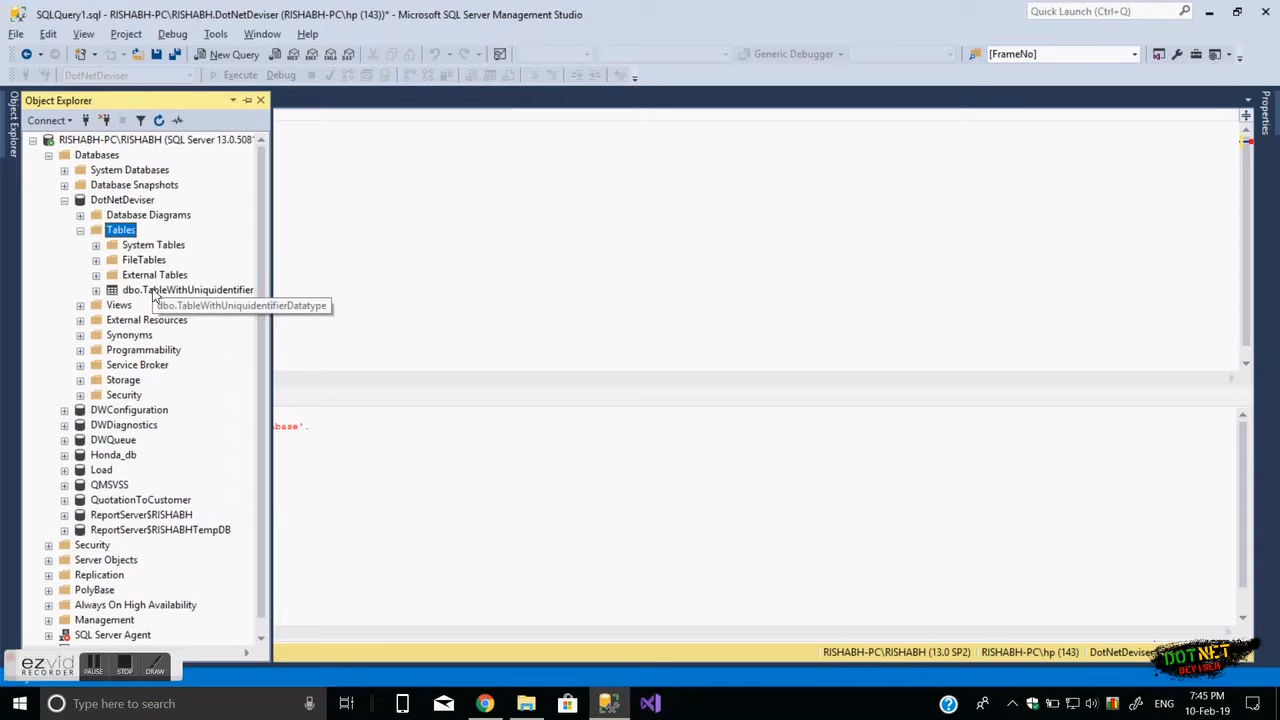 SQLQuery1.sql - RISHABH-PC\RISHABH.DotNetDeviser (RISHABH-PC\hp (143))* - Microsoft SQL Server Management Studio
Quick Launch (Ctrl+Q)
File Edit View Project Debug Tools Window Help
New Query
Generic Debugger
[FrameNo]
DotNetDeviser
Execute Debug
Object Explorer
Object Explorer
Properties
Connect
RISHABH-PC\RISHABH (SQL Server 13.0.508
Databases
System Databases
Database Snapshots
DotNetDeviser
Database Diagrams
Tables
System Tables
FileTables
External Tables
dbo.TableWithUniquidentifier
Views
dbo.TableWithUniquidentifierDatatype
External Resources
Synonyms
Programmability
Service Broker
Storage
Security
DWConfiguration
DWDiagnostics
DWQueue
abase'.
Honda_db
Load
QMSVSS
QuotationToCustomer
ReportServer$RISHABH
ReportServer$RISHABHTempDB
Security
Server Objects
Replication
PolyBase
Always On High Availability
Management
SQL Server Agent
ezvid
RECORDER
PAUSE STOP DRAW
RISHABH-PC\RISHABH (13.0 SP2) RISHABH-PC\hp (143) DotNetDeviser
DOTNET
DEVISER
Type here to search
ENG
7:45 PM
10-Feb-19